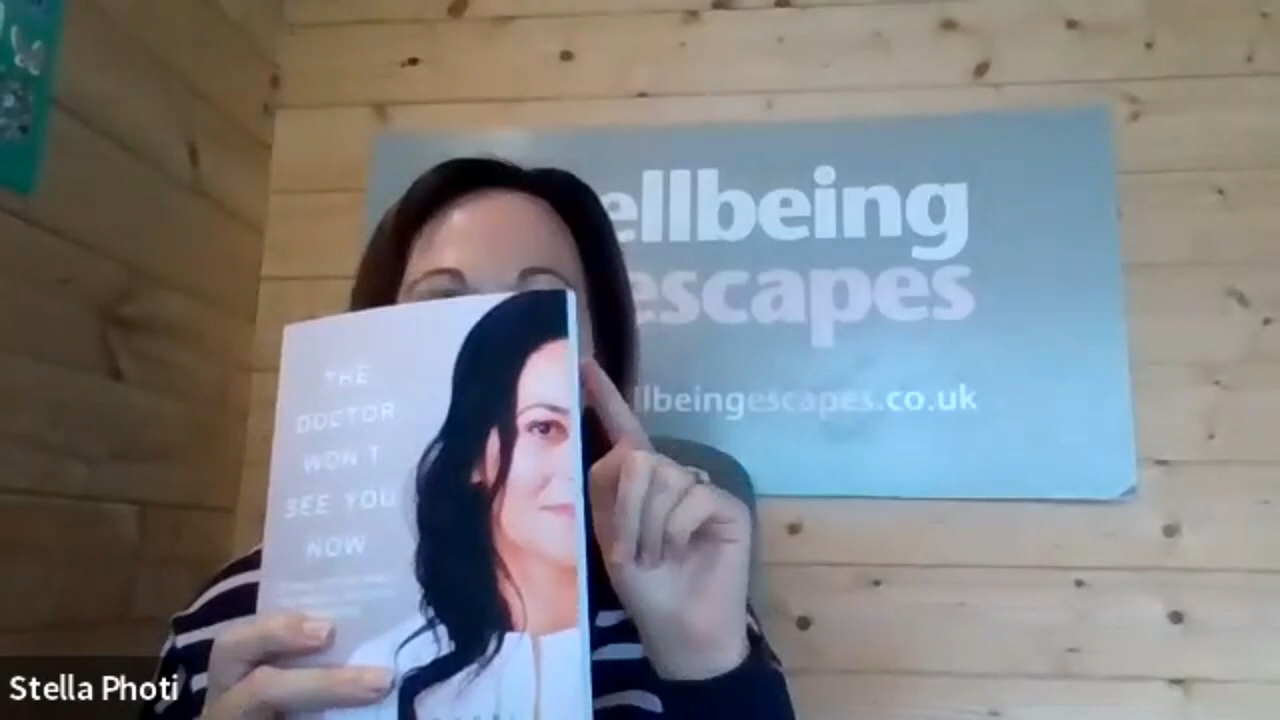 ellbeing
escapes
llbeingescapes.co.uk
THE
DOCTOR
WON'T
SEE YOU
NOW
Stella Photi